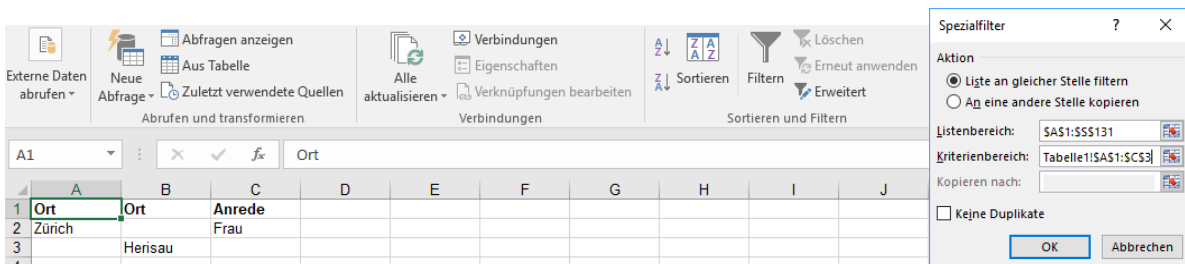 Externe Daten abrufen
Neue Abfrage
Abfragen anzeigen
Aus Tabelle
Zuletzt verwendete Quellen
Abrufen und transformieren
Alle aktualisieren
Verbindungen
Eigenschaften
Verknüpfungen bearbeiten
Verbindungen
Sortieren
Filtern
Löschen
Erneut anwenden
Erweitert
Sortieren und Filtern
A1 fx Ort
A B C D E F G H I J
1 Ort Ort Anrede
2 Zürich Frau
3 Herisau
Spezialfilter ? ×
Aktion
Liste an gleicher Stelle filtern
An eine andere Stelle kopieren
Listenbereich: $A$1:$S$131
Kriterienbereich: Tabelle1!$A$1:$C$3
Kopieren nach:
Keine Duplikate
OK Abbrechen